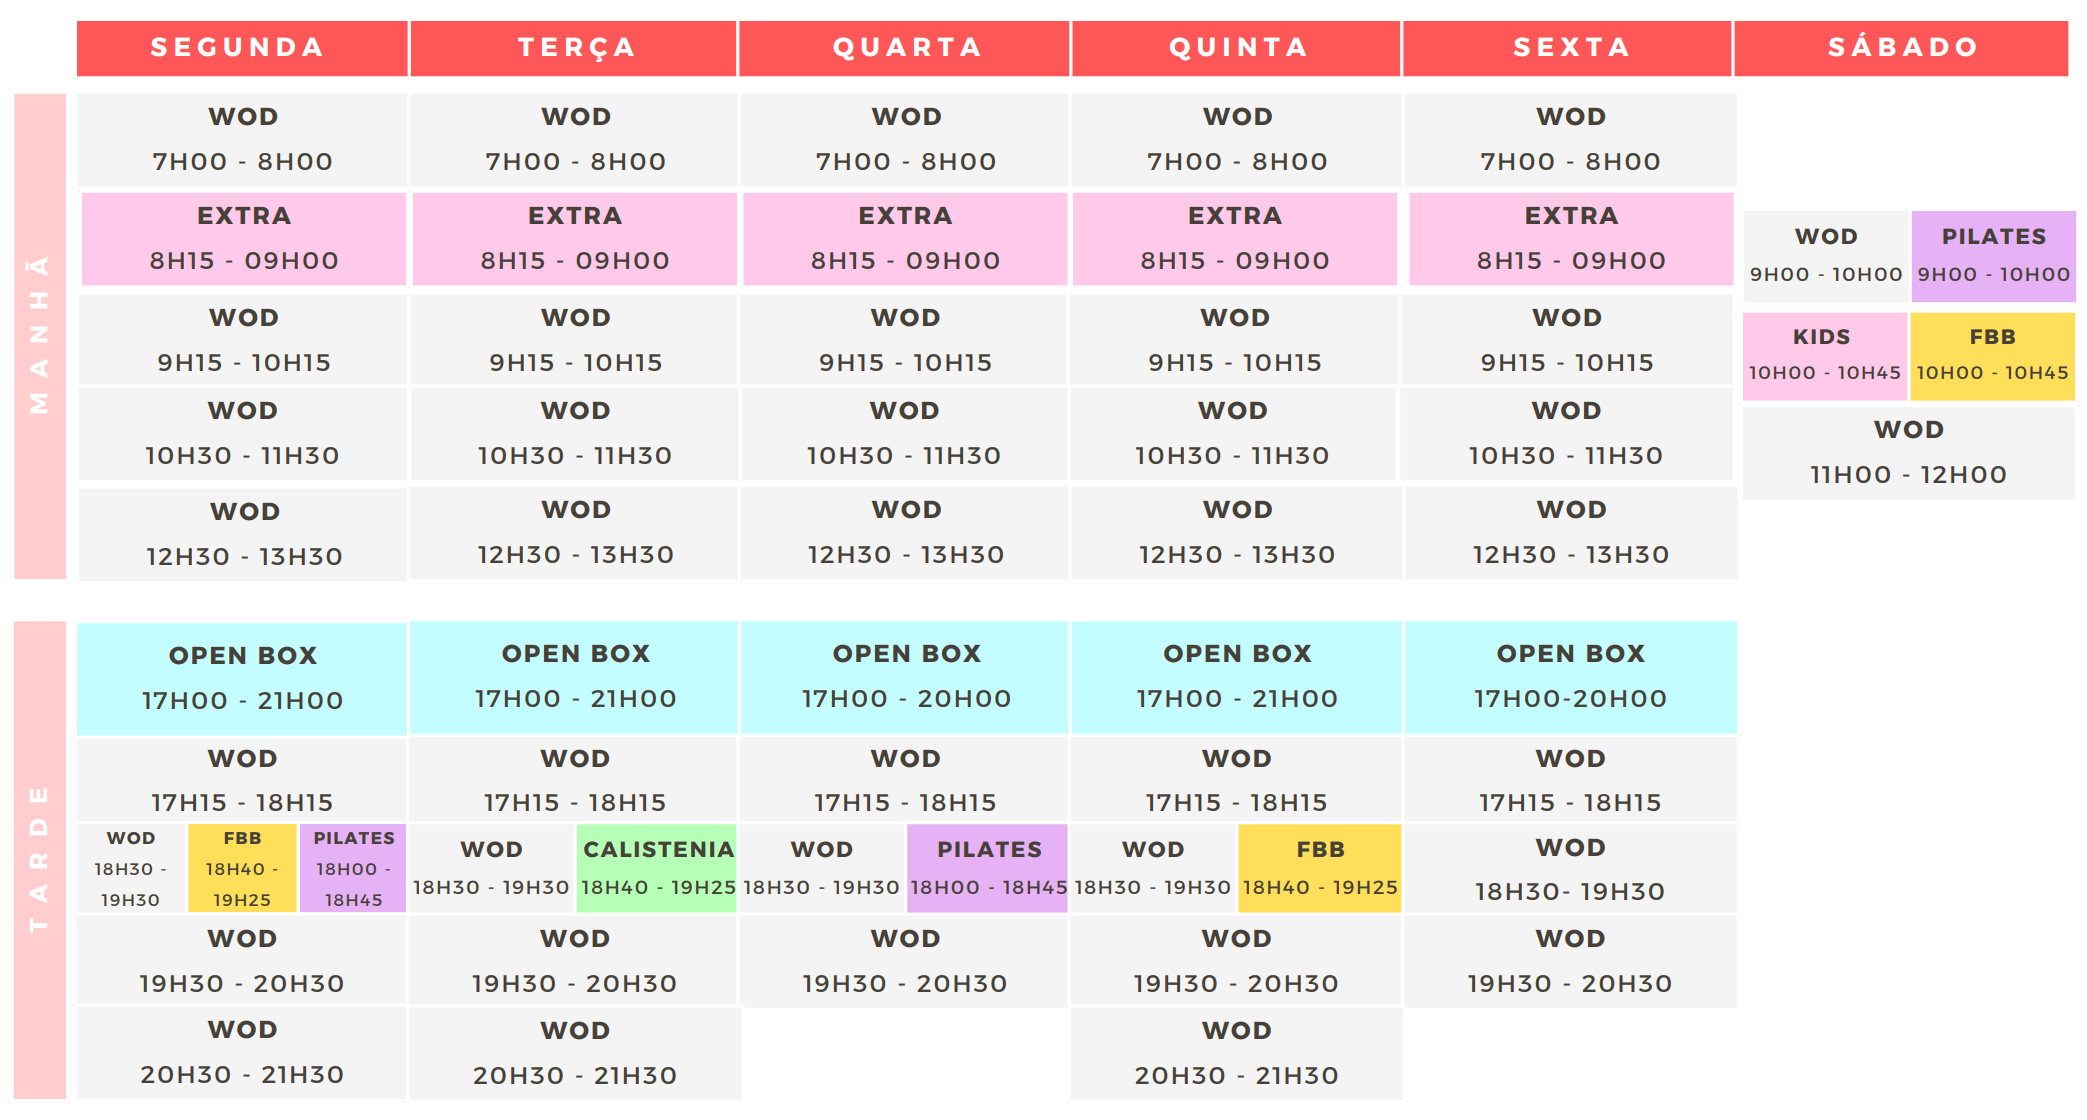 SEGUNDA TERÇA QUARTA QUINTA SEXTA SÁBADO
MANHÃ
WOD WOD WOD WOD WOD
7H00 - 8H00 7H00 - 8H00 7H00 - 8H00 7H00 - 8H00 7H00 - 8H00
EXTRA EXTRA EXTRA EXTRA EXTRA
8H15 - 09H00 8H15 - 09H00 8H15 - 09H00 8H15 - 09H00 8H15 - 09H00
WOD PILATES
9H00 - 10H00 9H00 - 10H00
WOD WOD WOD WOD WOD
9H15 - 10H15 9H15 - 10H15 9H15 - 10H15 9H15 - 10H15 9H15 - 10H15
KIDS FBB
10H00 - 10H45 10H00 - 10H45
WOD WOD WOD WOD WOD
10H30 - 11H30 10H30 - 11H30 10H30 - 11H30 10H30 - 11H30 10H30 - 11H30
WOD
11H00 - 12H00
WOD WOD WOD WOD WOD
12H30 - 13H30 12H30 - 13H30 12H30 - 13H30 12H30 - 13H30 12H30 - 13H30
TARDE
OPEN BOX OPEN BOX OPEN BOX OPEN BOX OPEN BOX
17H00 - 21H00 17H00 - 21H00 17H00 - 20H00 17H00 - 21H00 17H00-20H00
WOD WOD WOD WOD WOD
17H15 - 18H15 17H15 - 18H15 17H15 - 18H15 17H15 - 18H15 17H15 - 18H15
WOD FBB PILATES
18H30 - 18H40 - 18H00 -
19H30 19H25 18H45
WOD CALISTENIA WOD PILATES WOD FBB WOD
18H30 - 19H30 18H40 - 19H25 18H30 - 19H30 18H00 - 18H45 18H30 - 19H30 18H40 - 19H25 18H30- 19H30
WOD WOD WOD WOD WOD
19H30 - 20H30 19H30 - 20H30 19H30 - 20H30 19H30 - 20H30 19H30 - 20H30
WOD WOD WOD
20H30 - 21H30 20H30 - 21H30 20H30 - 21H30